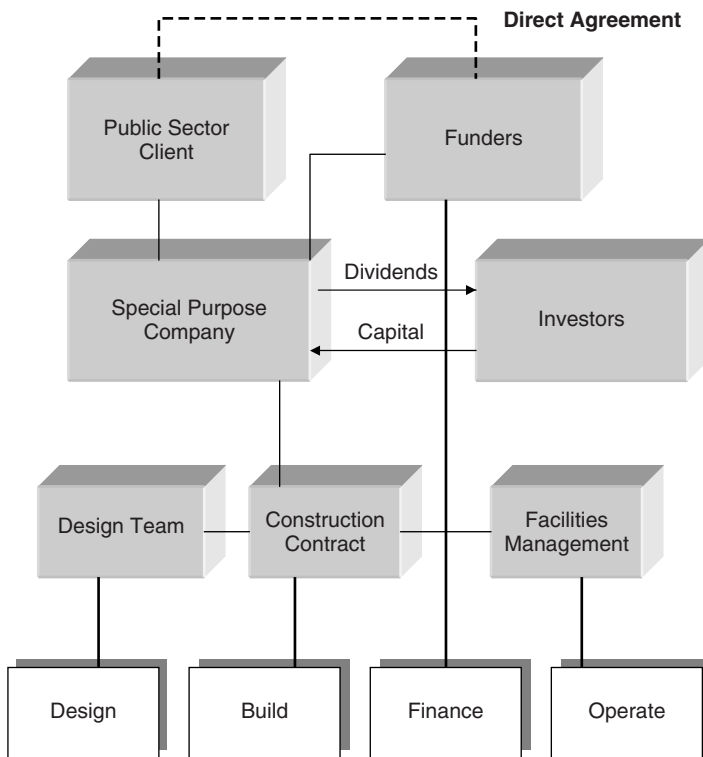 Direct Agreement
Public Sector
Client
Funders
Dividends
Special Purpose
Company
Capital
Investors
Design Team
Construction
Contract
Facilities
Management
Design
Build
Finance
Operate